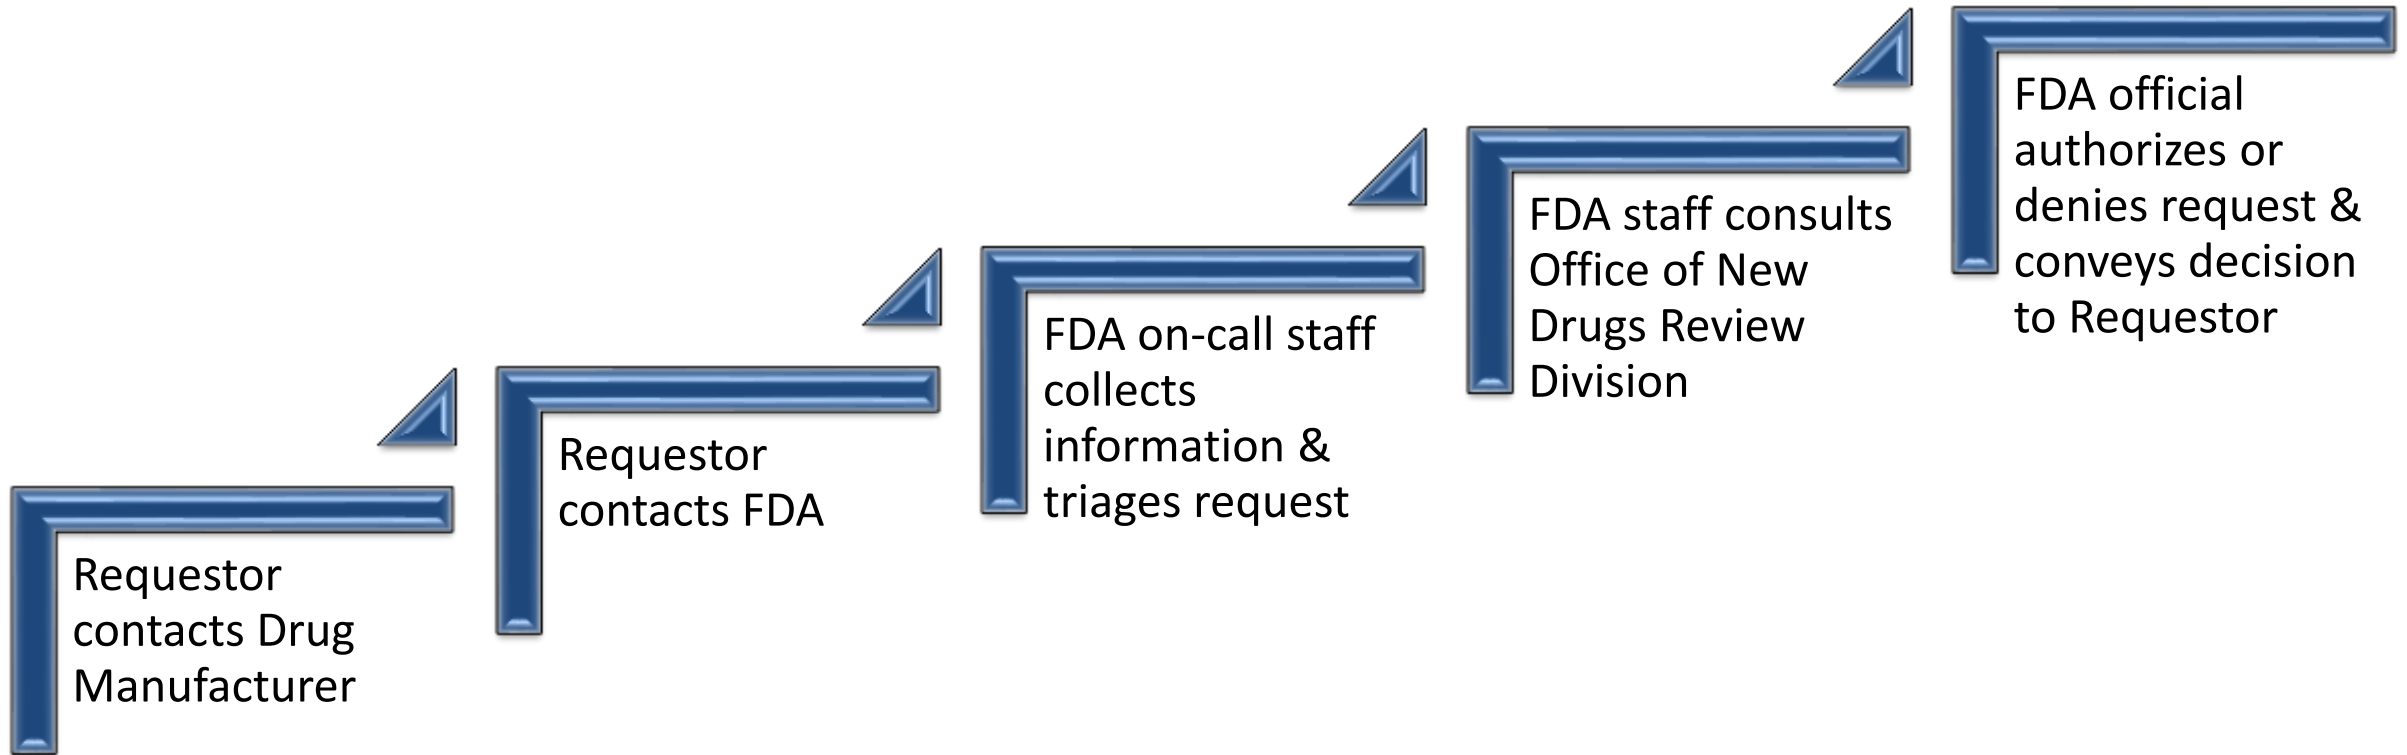 Requestor
contacts Drug
Manufacturer
Requestor
contacts FDA
FDA on-call staff
collects
information &
triages request
FDA staff consults
Office of New
Drugs Review
Division
FDA official
authorizes or
denies request &
conveys decision
to Requestor